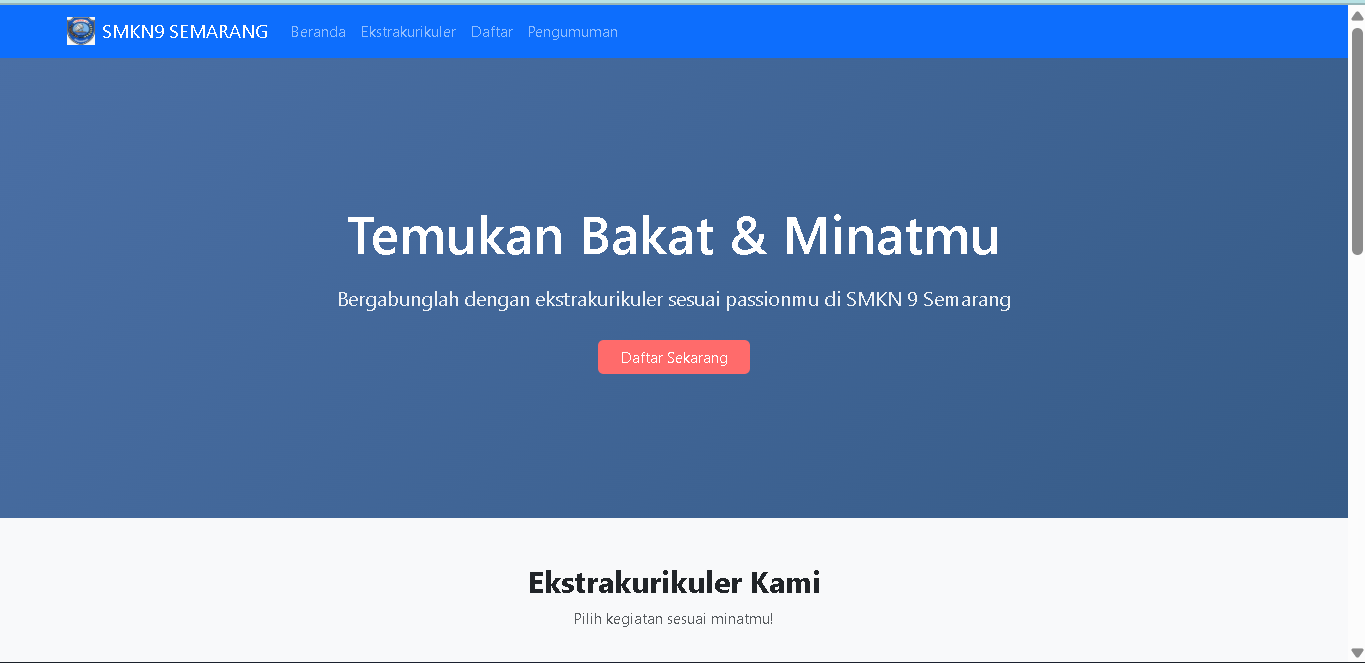 SMKN9 SEMARANG Beranda Ekstrakurikuler Daftar Pengumuman
Temukan Bakat & Minatmu
Bergabunglah dengan ekstrakurikuler sesuai passionmu di SMKN 9 Semarang
Daftar Sekarang
Ekstrakurikuler Kami
Pilih kegiatan sesuai minatmu!